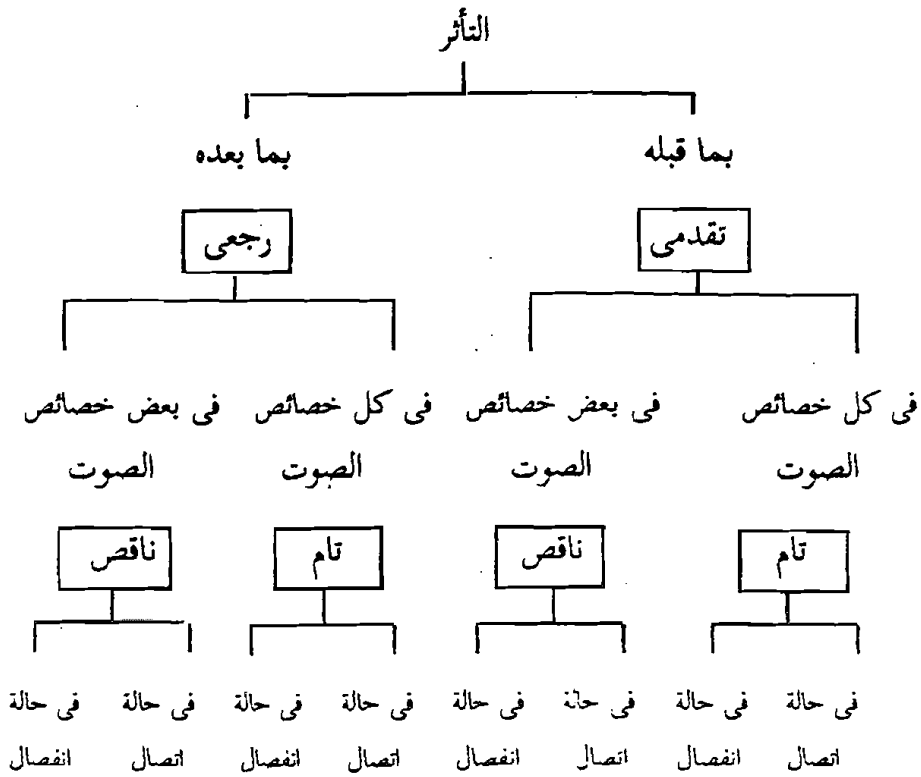 التأثر
بما قبله بما بعده
تقدمى رجعى
فى كل خصائص فى بعض خصائص فى كل خصائص فى بعض خصائص
الصوت الصوت الصوت الصوت
تام ناقص تام ناقص
فى حالة فى حالة فى حالة فى حالة فى حالة فى حالة فى حالة فى حالة
اتصال انفصال اتصال انفصال اتصال انفصال اتصال انفصال